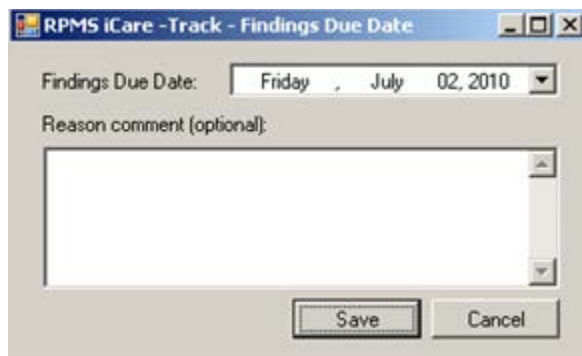 RPMS iCare -Track - Findings Due Date
Findings Due Date: Friday , July 02, 2010
Reason comment (optional):
Save Cancel